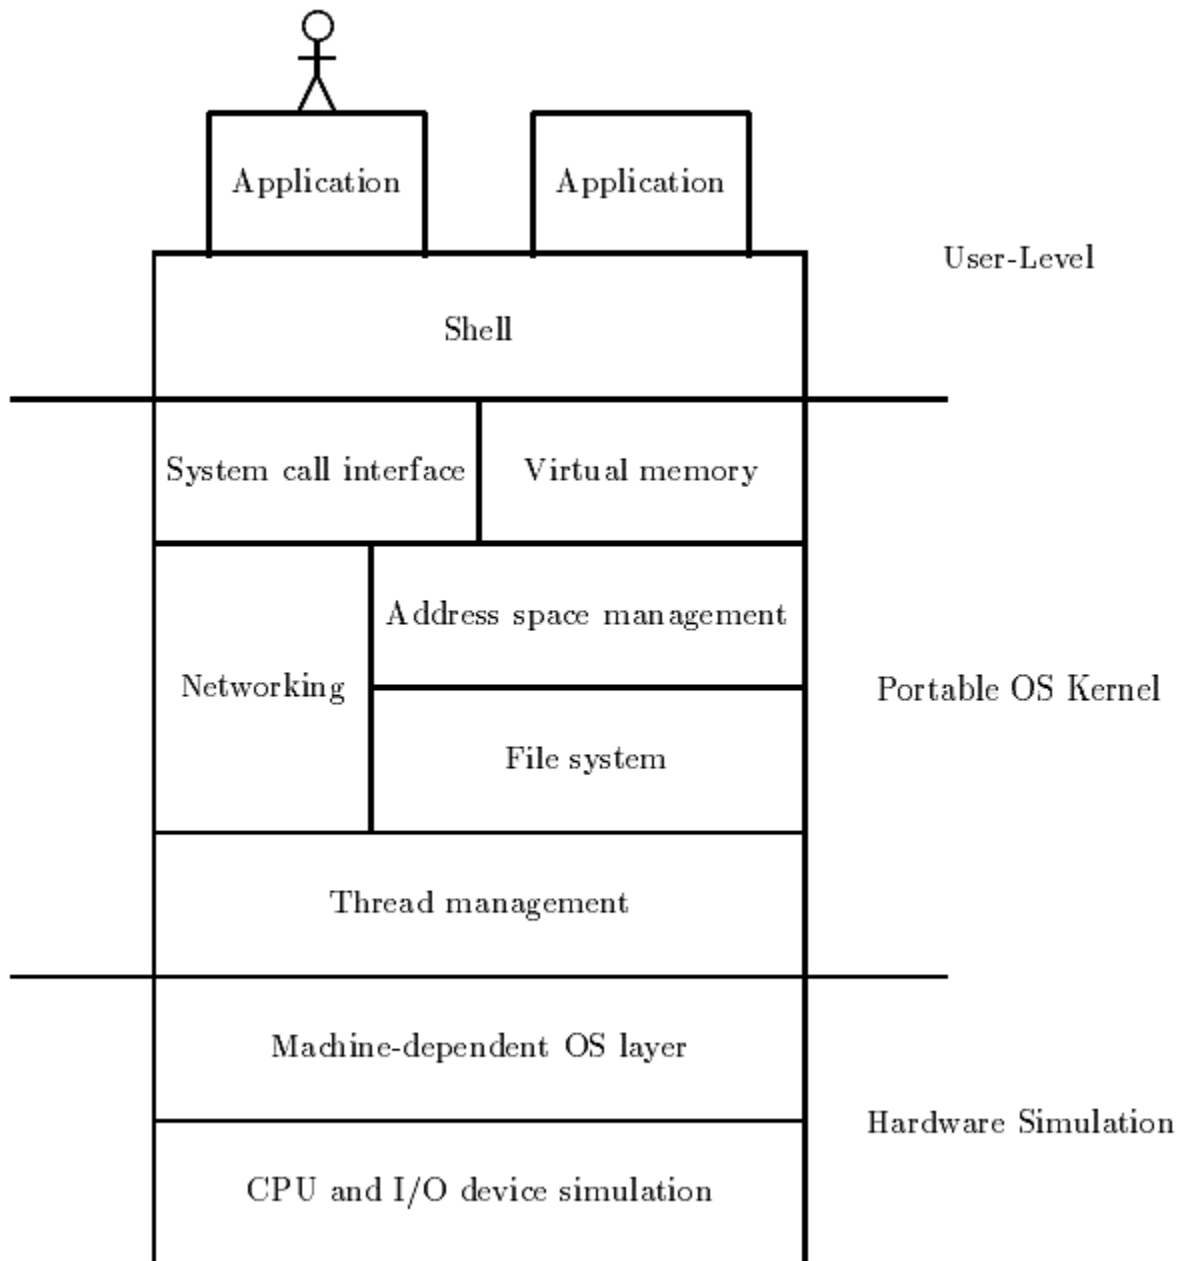 Application
Application
User-Level
Shell
System call interface
Virtual memory
Address space management
Networking
Portable OS Kernel
File system
Thread management
Machine-dependent OS layer
Hardware Simulation
CPU and I/O device simulation